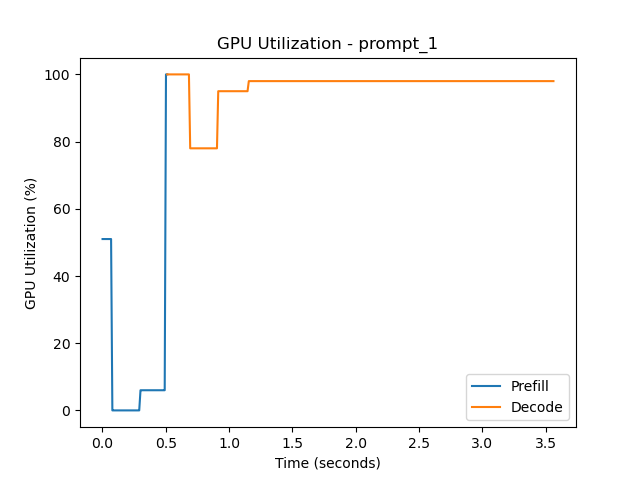 GPU Utilization - prompt_1
100
80
60
40
20
0
GPU Utilization (%)
0.0 0.5 1.0 1.5 2.0 2.5 3.0 3.5
Time (seconds)
Prefill
Decode